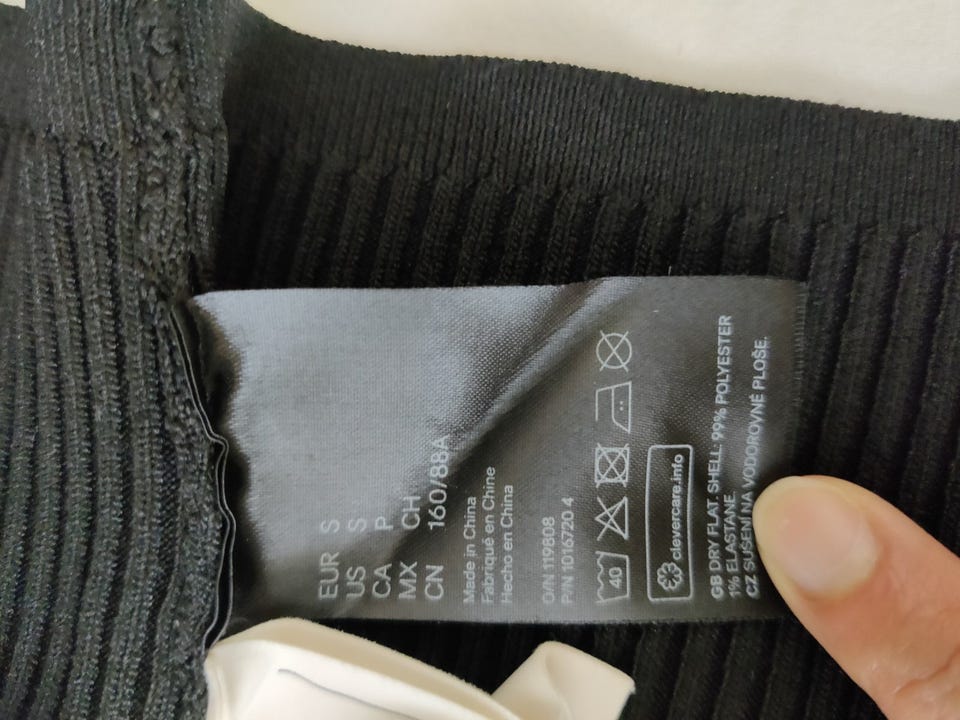 EUR S
US S
CA P
MX CH
CN 160/88A
Made in China
Fabriqué en Chine
Hecho en China
O/N 119808
P/N 1016720 4
40
clevercare.info
GB DRY FLAT. SHELL: 99% POLYESTER
1% ELASTANE.
CZ SUŠENÍ NA VODOROVNÉ PLOŠE.